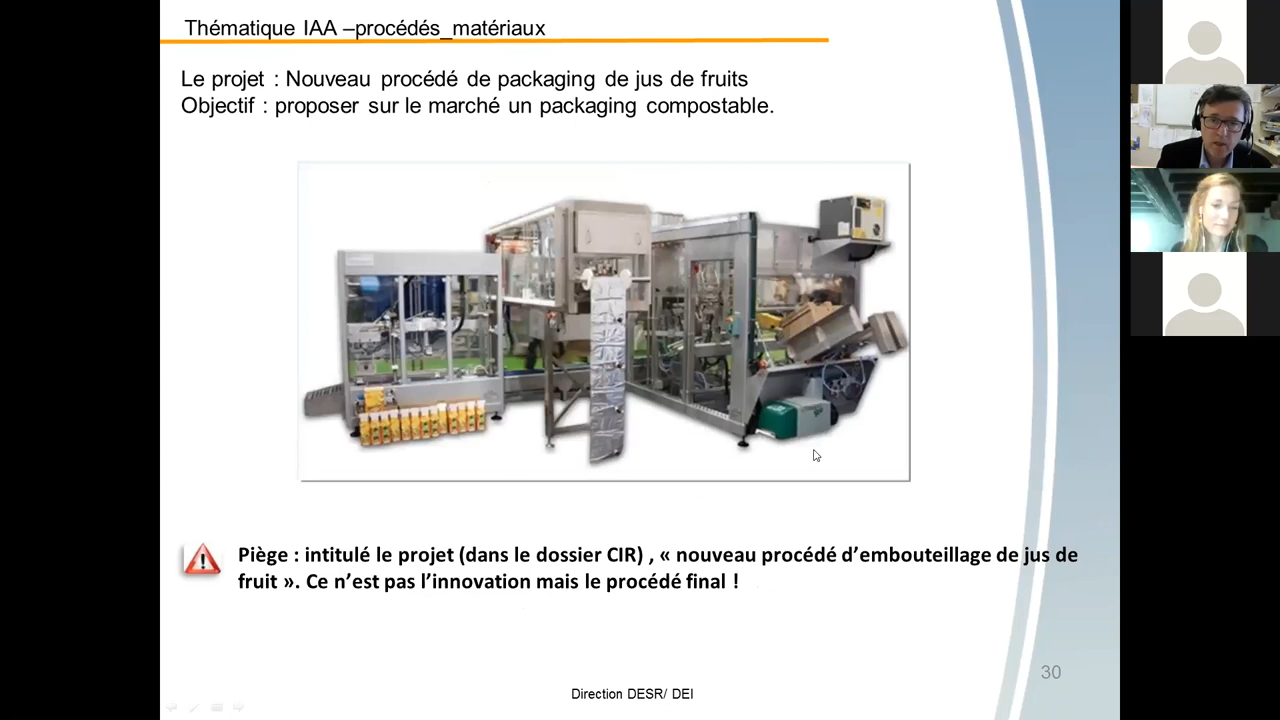 Thématique IAA –procédés_matériaux
Le projet : Nouveau procédé de packaging de jus de fruits
Objectif : proposer sur le marché un packaging compostable.
Piège : intitulé le projet (dans le dossier CIR) , « nouveau procédé d’embouteillage de jus de
fruit ». Ce n’est pas l’innovation mais le procédé final !
30
Direction DESR/ DEI